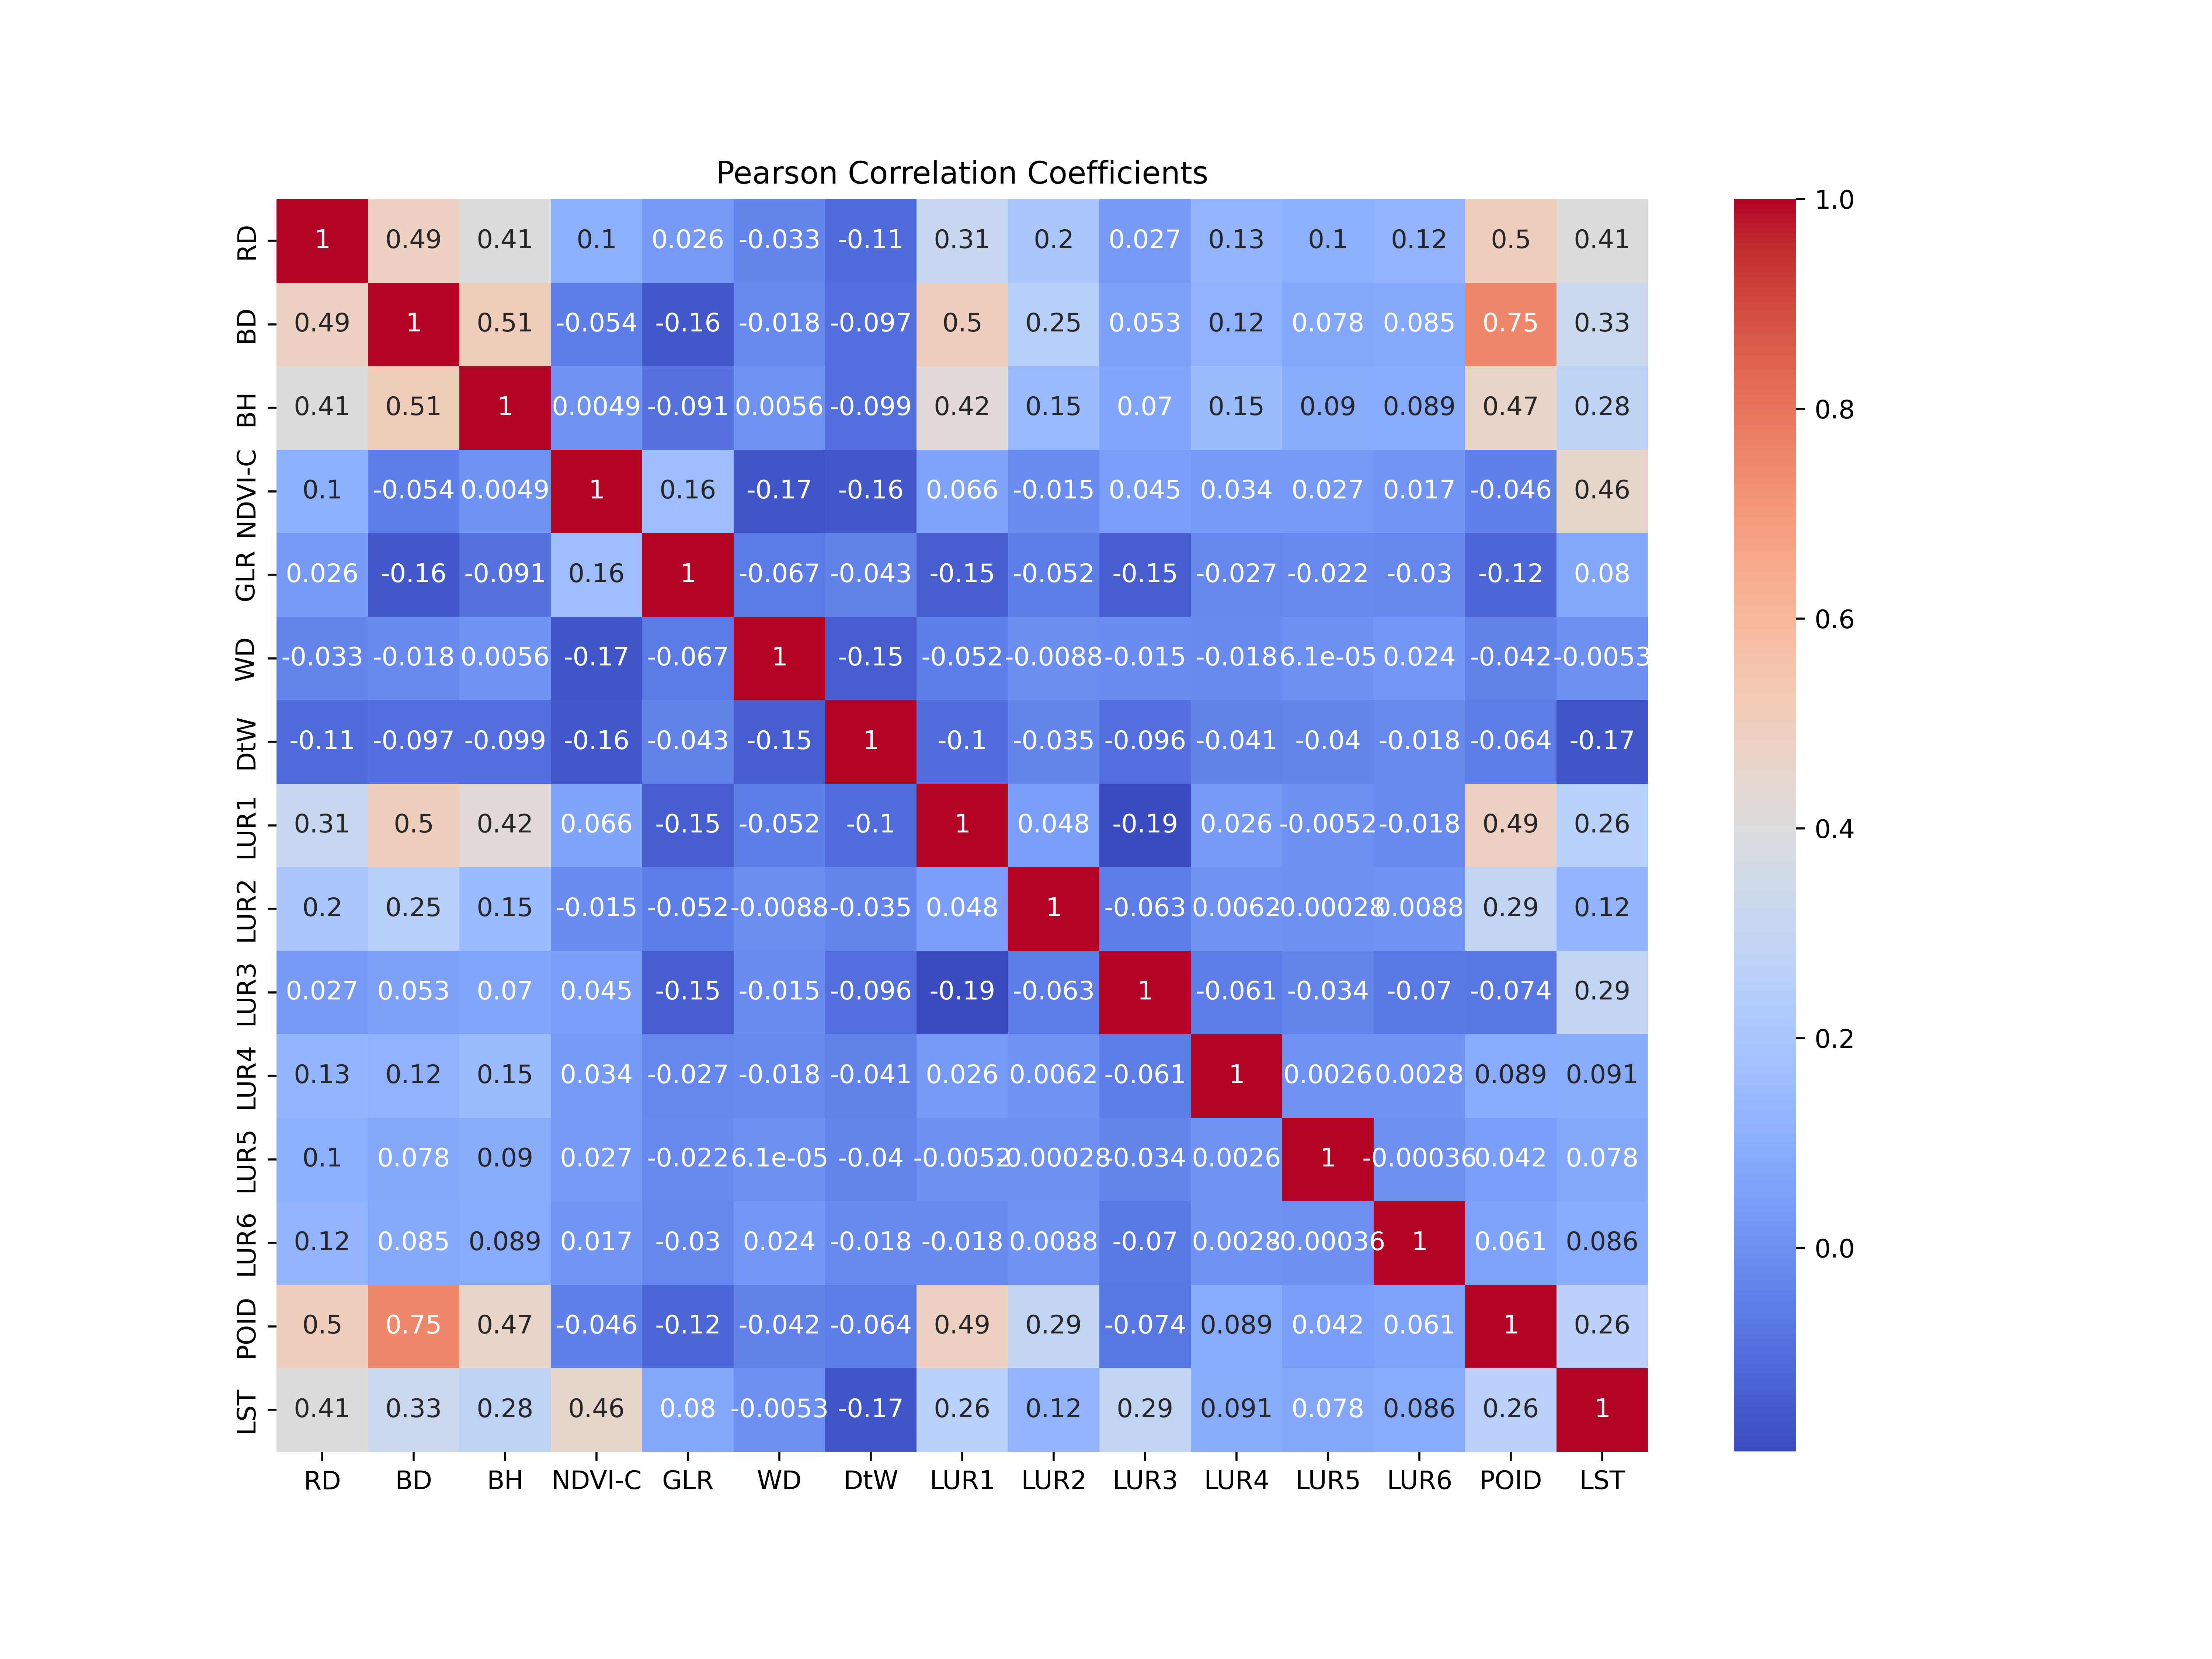 Pearson Correlation Coefficients
RD 1 0.49 0.41 0.1 0.026 -0.033 -0.11 0.31 0.2 0.027 0.13 0.1 0.12 0.5 0.41
BD 0.49 1 0.51 -0.054 -0.16 -0.018 -0.097 0.5 0.25 0.053 0.12 0.078 0.085 0.75 0.33
BH 0.41 0.51 1 0.0049 -0.091 0.0056 -0.099 0.42 0.15 0.07 0.15 0.09 0.089 0.47 0.28
NDVI-C 0.1 -0.054 0.0049 1 0.16 -0.17 -0.16 0.066 -0.015 0.045 0.034 0.027 0.017 -0.046 0.46
GLR 0.026 -0.16 -0.091 0.16 1 -0.067 -0.043 -0.15 -0.052 -0.15 -0.027 -0.022 -0.03 -0.12 0.08
WD -0.033 -0.018 0.0056 -0.17 -0.067 1 -0.15 -0.052 -0.0088 -0.015 -0.018 6.1e-05 0.024 -0.042 -0.0053
DtW -0.11 -0.097 -0.099 -0.16 -0.043 -0.15 1 -0.1 -0.035 -0.096 -0.041 -0.04 -0.018 -0.064 -0.17
LUR1 0.31 0.5 0.42 0.066 -0.15 -0.052 -0.1 1 0.048 -0.19 0.026 -0.0052 -0.018 0.49 0.26
LUR2 0.2 0.25 0.15 -0.015 -0.052 -0.0088 -0.035 0.048 1 -0.063 0.0062 -0.00028 0.0088 0.29 0.12
LUR3 0.027 0.053 0.07 0.045 -0.15 -0.015 -0.096 -0.19 -0.063 1 -0.061 -0.034 -0.07 -0.074 0.29
LUR4 0.13 0.12 0.15 0.034 -0.027 -0.018 -0.041 0.026 0.0062 -0.061 1 0.0026 0.0028 0.089 0.091
LUR5 0.1 0.078 0.09 0.027 -0.022 6.1e-05 -0.04 -0.0052 -0.00028 -0.034 0.0026 1 -0.00036 0.042 0.078
LUR6 0.12 0.085 0.089 0.017 -0.03 0.024 -0.018 -0.018 0.0088 -0.07 0.0028 -0.00036 1 0.061 0.086
POID 0.5 0.75 0.47 -0.046 -0.12 -0.042 -0.064 0.49 0.29 -0.074 0.089 0.042 0.061 1 0.26
LST 0.41 0.33 0.28 0.46 0.08 -0.0053 -0.17 0.26 0.12 0.29 0.091 0.078 0.086 0.26 1
RD BD BH NDVI-C GLR WD DtW LUR1 LUR2 LUR3 LUR4 LUR5 LUR6 POID LST
1.0
0.8
0.6
0.4
0.2
0.0